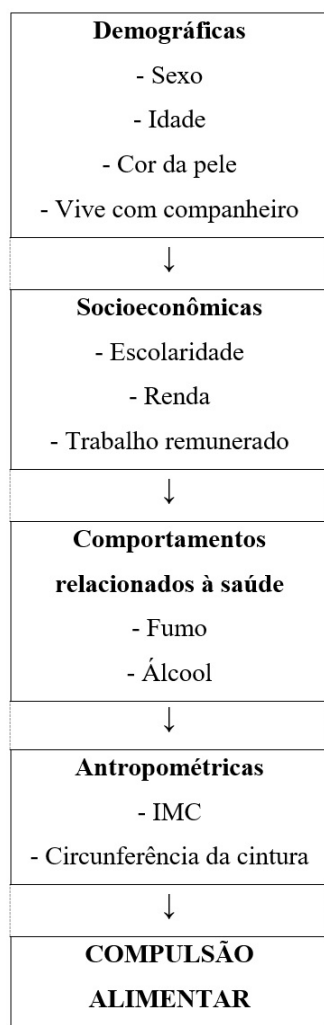 Demográficas
- Sexo
- Idade
- Cor da pele
- Vive com companheiro
↓
Socioeconômicas
- Escolaridade
- Renda
- Trabalho remunerado
↓
Comportamentos
relacionados à saúde
- Fumo
- Álcool
↓
Antropométricas
- IMC
- Circunferência da cintura
↓
COMPULSÃO
ALIMENTAR